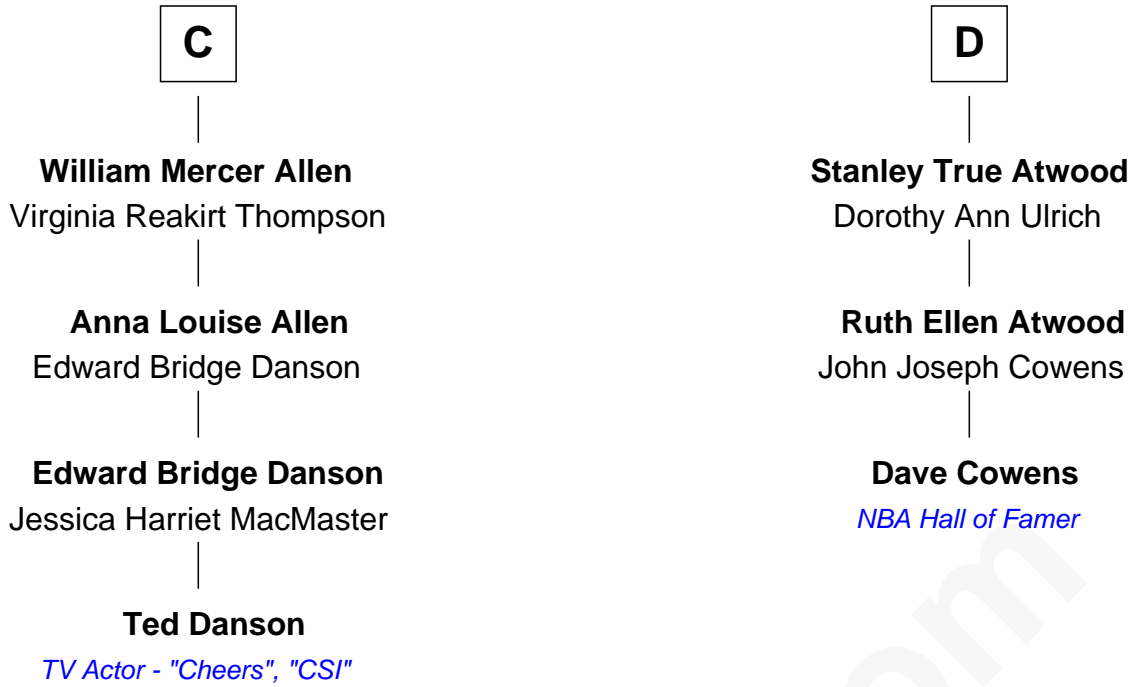 C
William Mercer Allen
Virginia Reakirt Thompson
Anna Louise Allen
Edward Bridge Danson
Edward Bridge Danson
Jessica Harriet MacMaster
Ted Danson
TV Actor - "Cheers", "CSI"
D
Stanley True Atwood
Dorothy Ann Ulrich
Ruth Ellen Atwood
John Joseph Cowens
Dave Cowens
NBA Hall of Famer
om